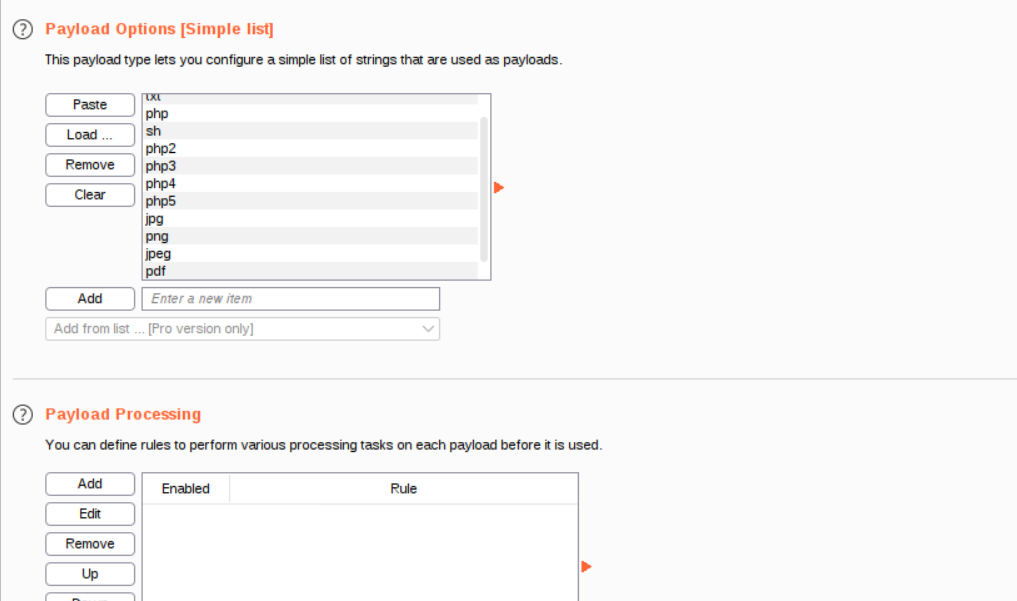 Payload Options [Simple list]
This payload type lets you configure a simple list of strings that are used as payloads.
Paste
Load ...
Remove
Clear
txt
php
sh
php2
php3
php4
php5
jpg
png
jpeg
pdf
Add
Enter a new item
Add from list ... [Pro version only]
Payload Processing
You can define rules to perform various processing tasks on each payload before it is used.
Add
Edit
Remove
Up
Enabled Rule